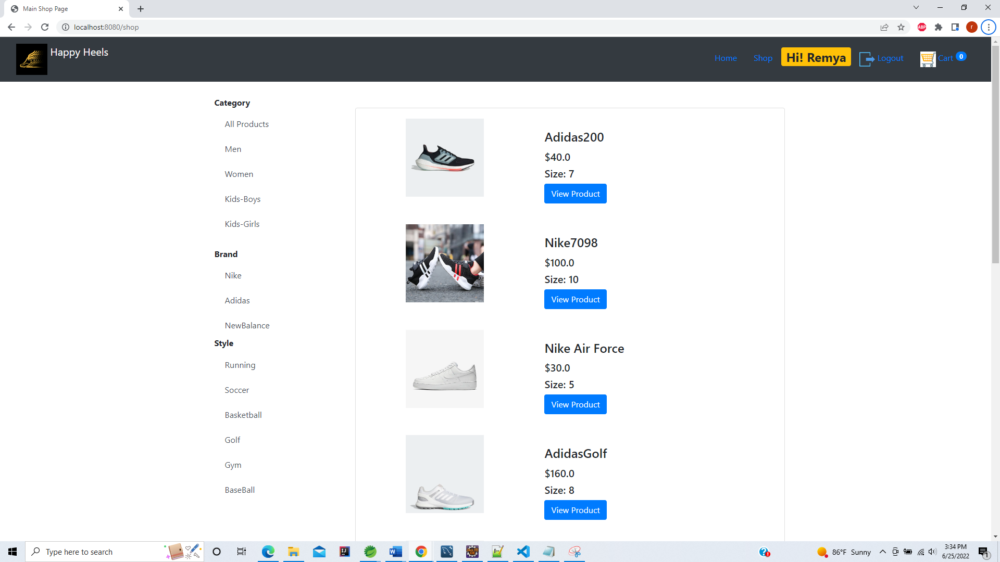 Main Shop Page
localhost:8080/shop
ABP
r
Happy Heels
Home
Shop
Hi! Remya
Logout
Cart 0
Category
All Products
Men
Women
Kids-Boys
Kids-Girls
Brand
Nike
Adidas
NewBalance
Style
Running
Soccer
Basketball
Golf
Gym
BaseBall
Adidas200
$40.0
Size: 7
View Product
Nike7098
$100.0
Size: 10
View Product
Nike Air Force
$30.0
Size: 5
View Product
AdidasGolf
$160.0
Size: 8
View Product
Type here to search
IJ
W
86°F Sunny
3:34 PM
6/25/2022
1